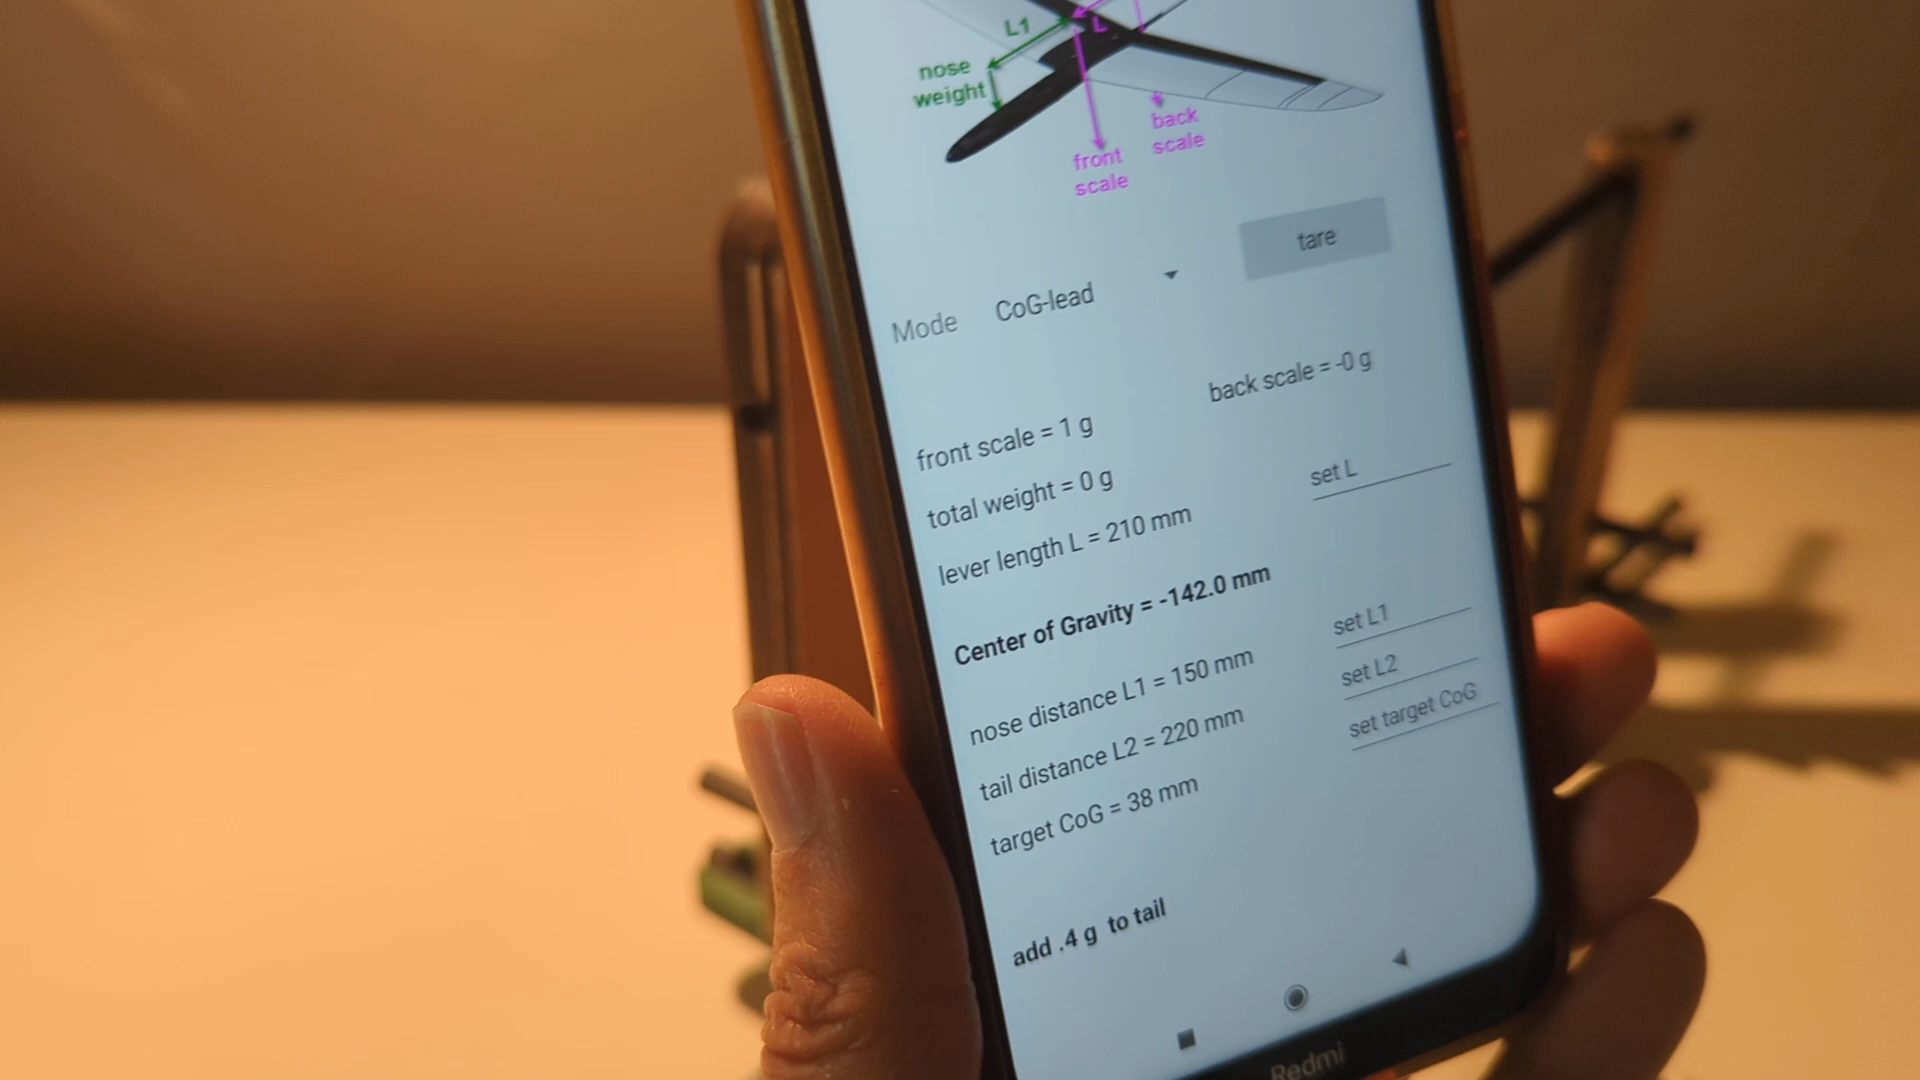 L1
L
nose
weight
back
scale
front
scale
tare
Mode CoG-lead
back scale = -0 g
front scale = 1 g
total weight = 0 g
set L
lever length L = 210 mm
Center of Gravity = -142.0 mm
set L1
nose distance L1 = 150 mm
set L2
tail distance L2 = 220 mm
set target CoG
target CoG = 38 mm
add .4 g to tail
Redmi